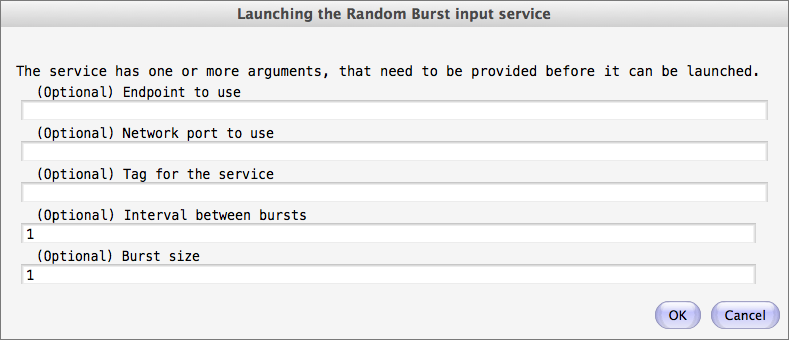 Launching the Random Burst input service
The service has one or more arguments, that need to be provided before it can be launched.
(Optional) Endpoint to use
(Optional) Network port to use
(Optional) Tag for the service
(Optional) Interval between bursts
1
(Optional) Burst size
1
OK Cancel